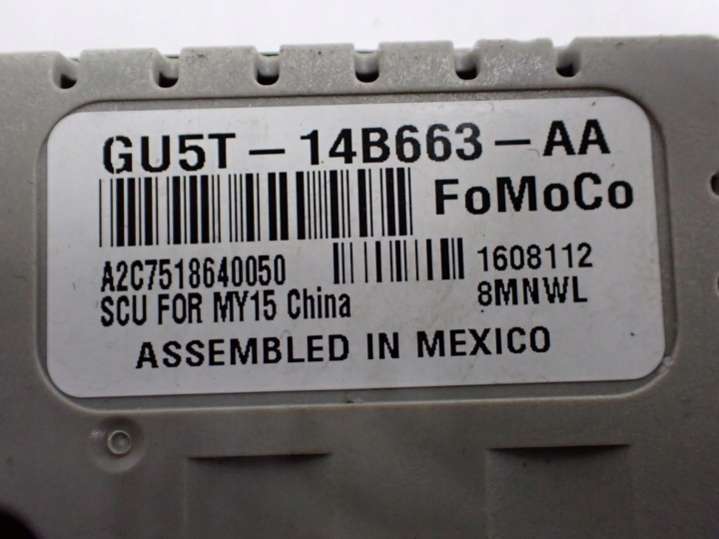 GU5T-14B663-AA
FoMoCo
A2C7518640050
1608112
SCU FOR MY15 China
8MNWL
ASSEMBLED IN MEXICO